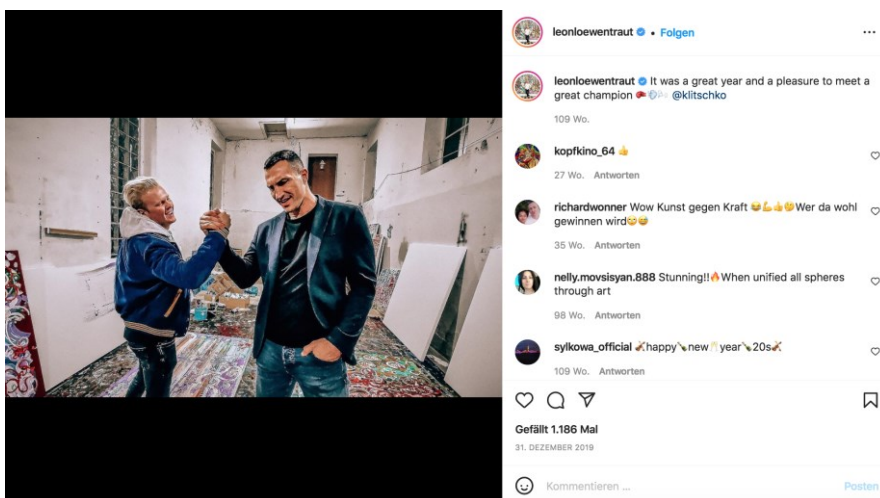 leonloewentraut • Folgen
leonloewentraut It was a great year and a pleasure to meet a
great champion 🥊🎨🌬 @klitschko
109 Wo.
kopfkino_64 👍
27 Wo. Antworten
richardwonner Wow Kunst gegen Kraft 😂💪👍🤔Wer da wohl
gewinnen wird😳😅
35 Wo. Antworten
nelly.movsisyan.888 Stunning!!🔥When unified all spheres
through art
98 Wo. Antworten
sylkowa_official 🍾happy🍾new🥂year🍾20s🍾
109 Wo. Antworten
Gefällt 1.186 Mal
31. DEZEMBER 2019
Kommentieren ...
Posten